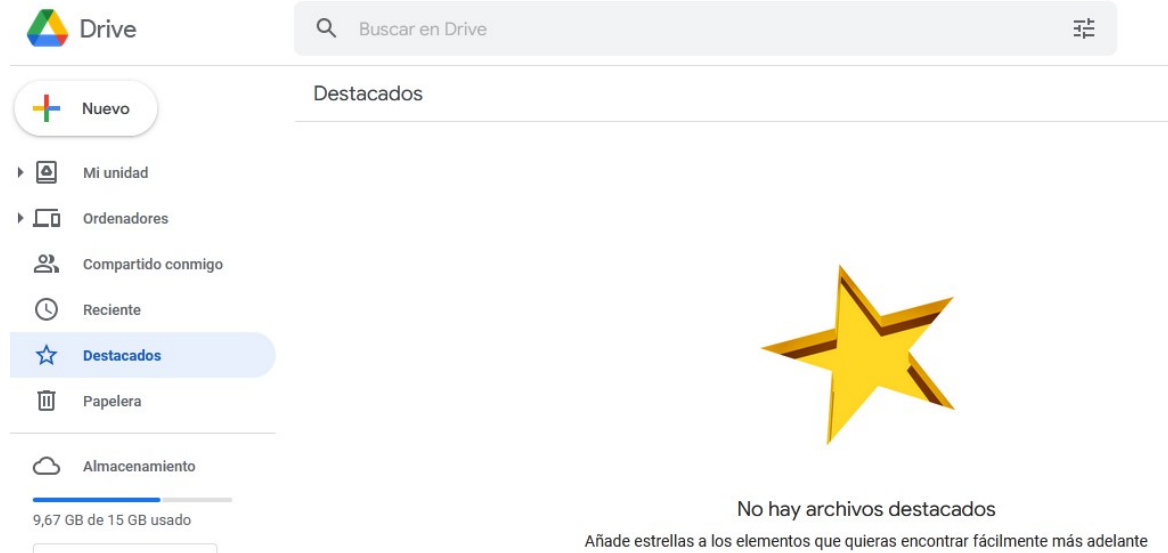 Drive
Buscar en Drive
Nuevo
Destacados
Mi unidad
Ordenadores
Compartido conmigo
Reciente
Destacados
Papelera
Almacenamiento
9,67 GB de 15 GB usado
No hay archivos destacados
Añade estrellas a los elementos que quieras encontrar fácilmente más adelante